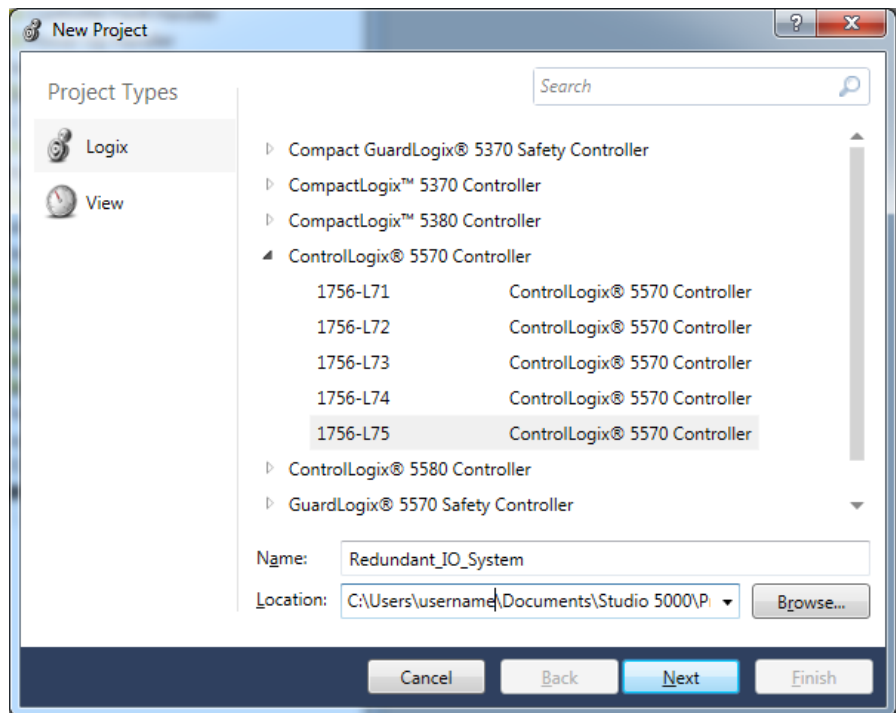 New Project
Project Types
Search
Logix
View
Compact GuardLogix® 5370 Safety Controller
CompactLogix™ 5370 Controller
CompactLogix™ 5380 Controller
ControlLogix® 5570 Controller
1756-L71 ControlLogix® 5570 Controller
1756-L72 ControlLogix® 5570 Controller
1756-L73 ControlLogix® 5570 Controller
1756-L74 ControlLogix® 5570 Controller
1756-L75 ControlLogix® 5570 Controller
ControlLogix® 5580 Controller
GuardLogix® 5570 Safety Controller
Name: Redundant_IO_System
Location: C:\Users\username\Documents\Studio 5000\P Browse...
Cancel Back Next Finish